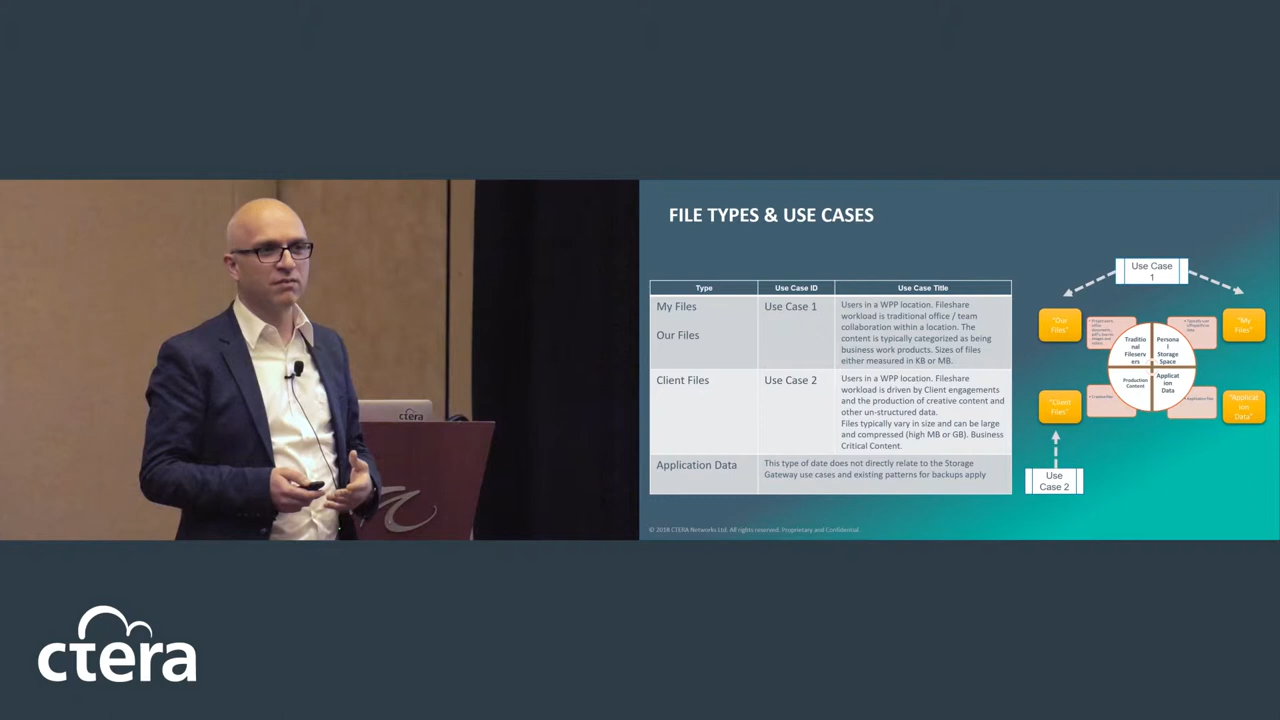 FILE TYPES & USE CASES
Type
Use Case ID
Use Case Title
My Files
Our Files
Use Case 1
Users in a WPP location. Fileshare
workload is traditional office / team
collaboration within a location. The
content is typically categorized as being
business work products. Sizes of files
either measured in KB or MB.
Client Files
Use Case 2
Users in a WPP location. Fileshare
workload is driven by Client engagements
and the production of creative content and
other un-structured data.
Files typically vary in size and can be large
and compressed (high MB or GB). Business
Critical Content.
Application Data
This type of date does not directly relate to the Storage
Gateway use cases and existing patterns for backups apply
Use Case
1
"Our
Files"
"My
Files"
Traditio
nal
Fileserv
ers
Persona
l
Storage
Space
Production
Content
Applicat
ion
Data
"Client
Files"
"Applicat
ion
Data"
Use
Case 2
© 2018 CTERA Networks Ltd. All rights reserved. Proprietary and Confidential.
ctera
ctera